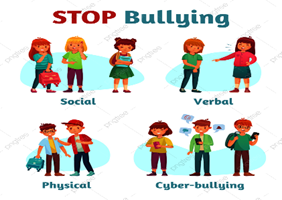 STOP Bullying
Social
Verbal
Physical
Cyber-bullying